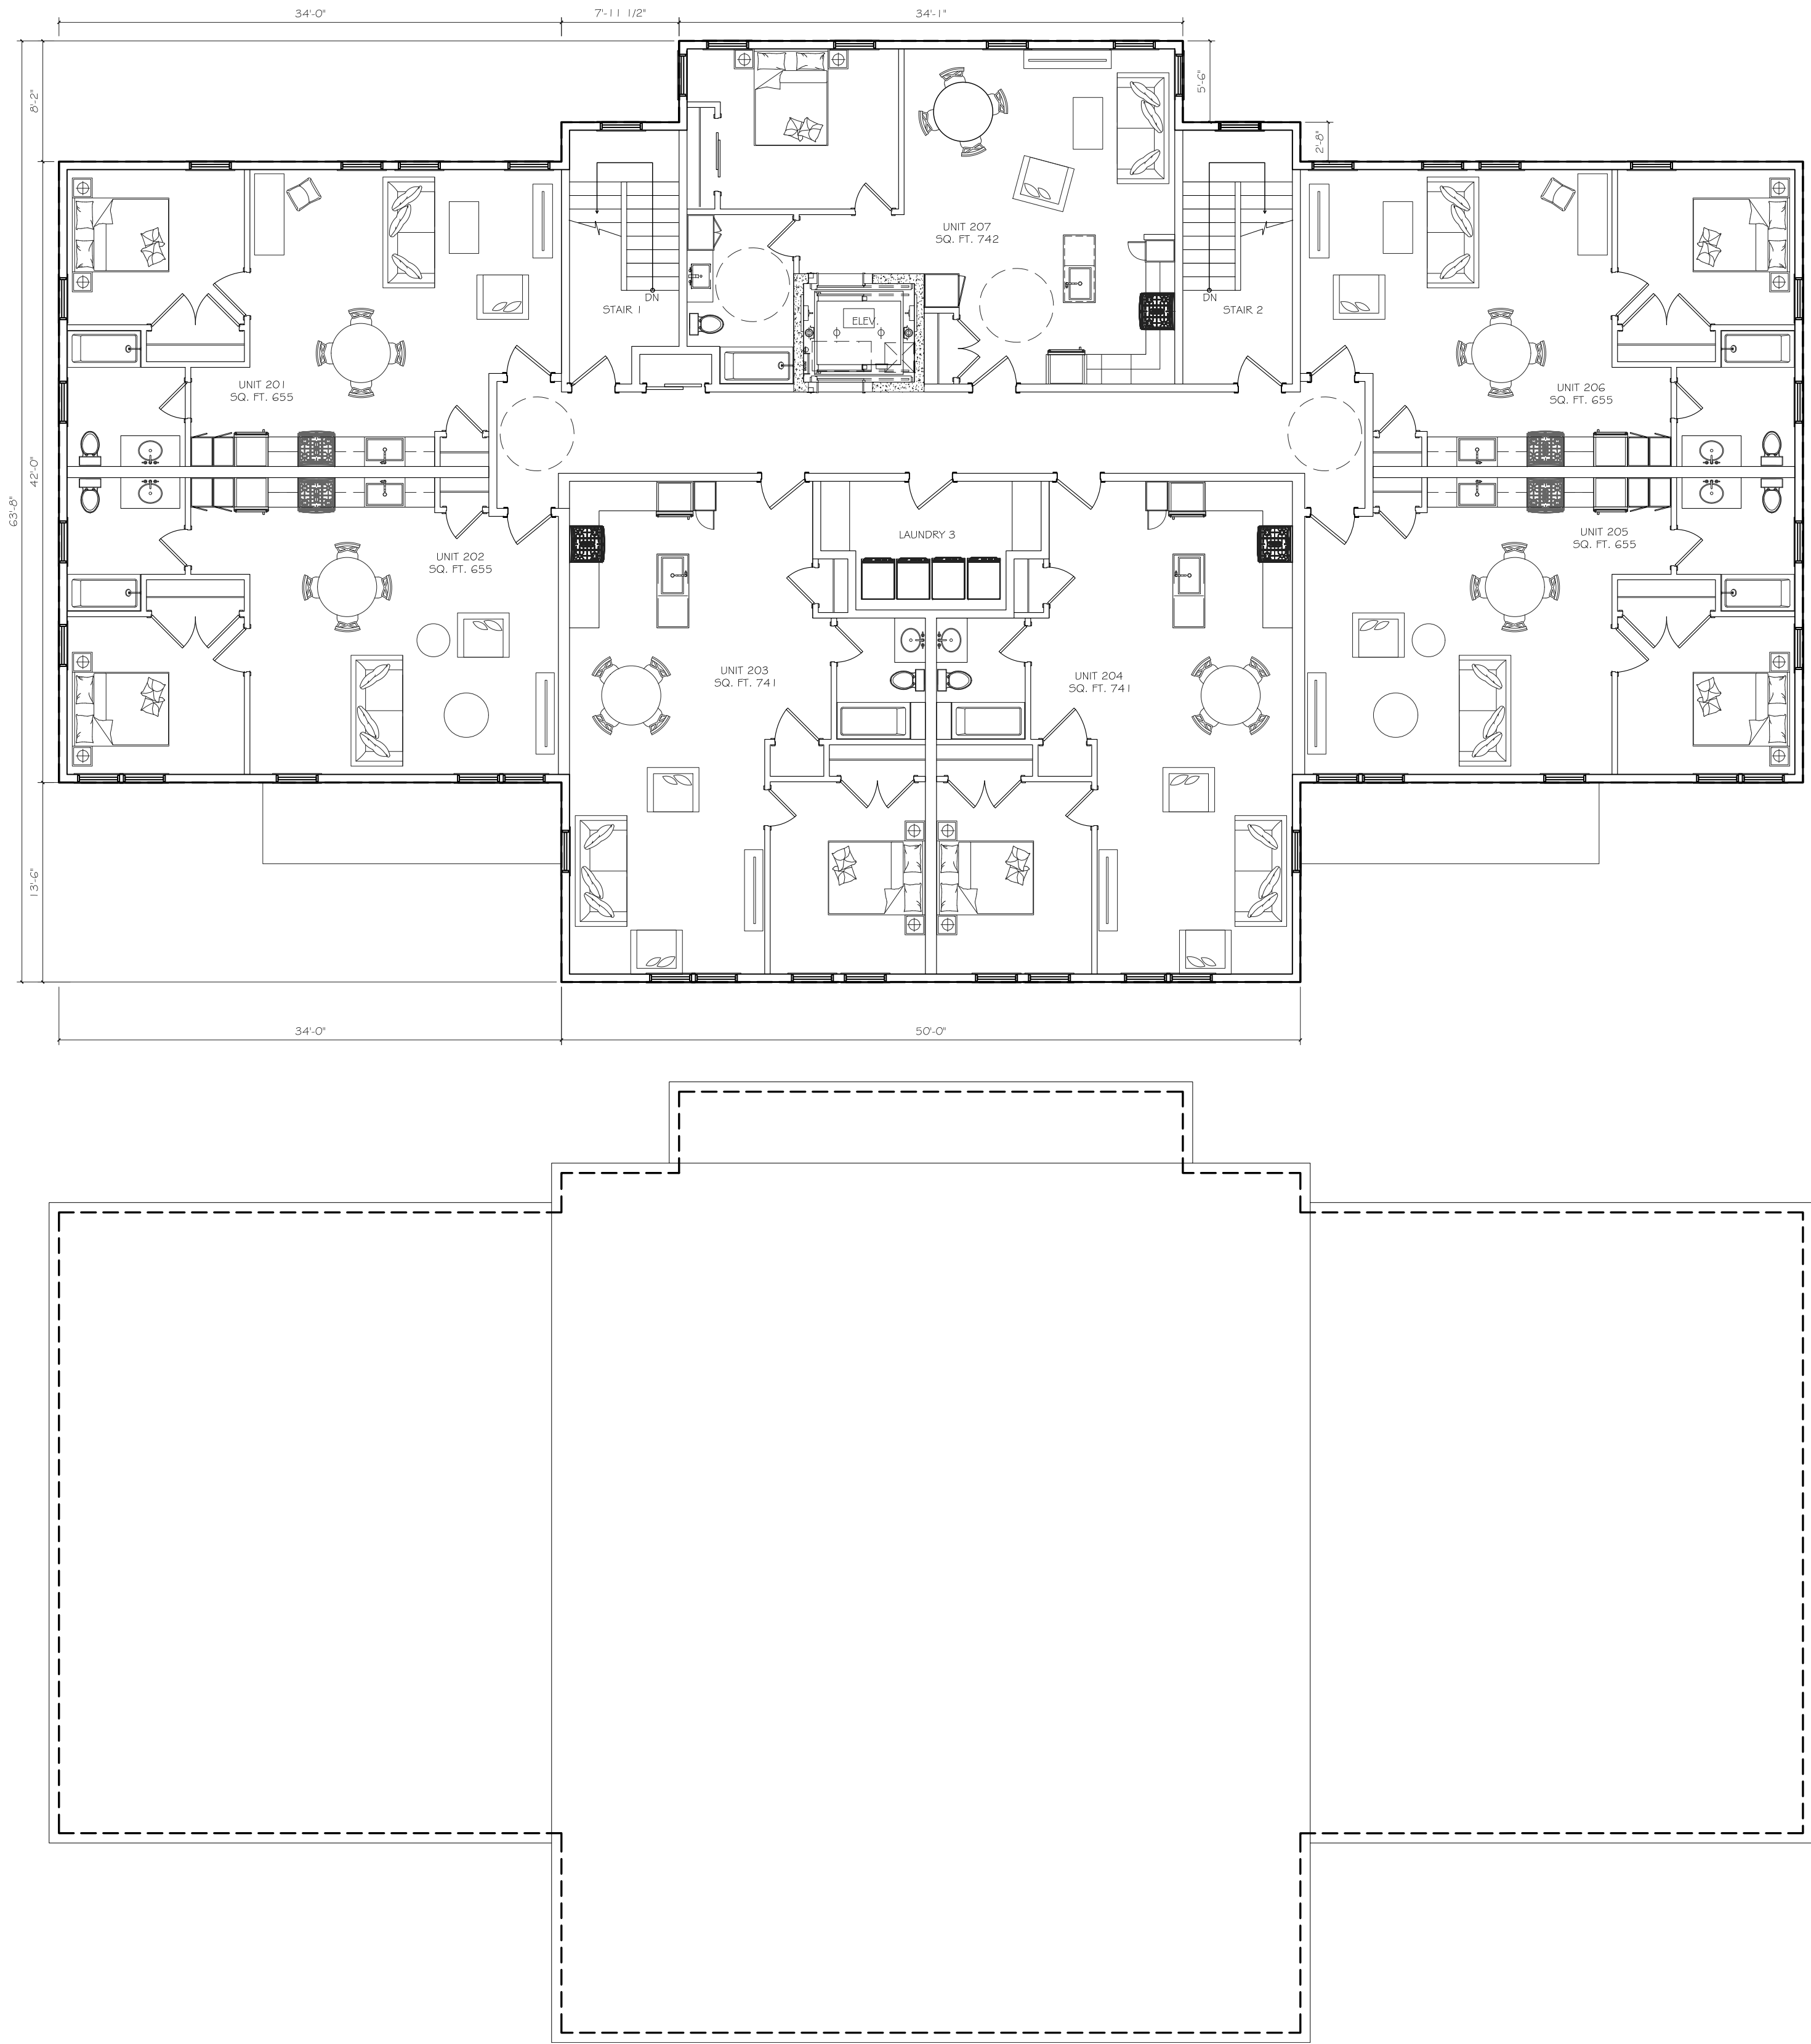 34'-0"
7'-11 1/2"
34'-1"
8'-2"
5'-6"
2'-8"
UNIT 207
SQ. FT. 742
STAIR 1
DN
ELEV.
DN
STAIR 2
UNIT 201
SQ. FT. 655
UNIT 206
SQ. FT. 655
42'-0"
63'-8"
UNIT 202
SQ. FT. 655
LAUNDRY 3
UNIT 205
SQ. FT. 655
UNIT 203
SQ. FT. 741
UNIT 204
SQ. FT. 741
13'-6"
34'-0"
50'-0"